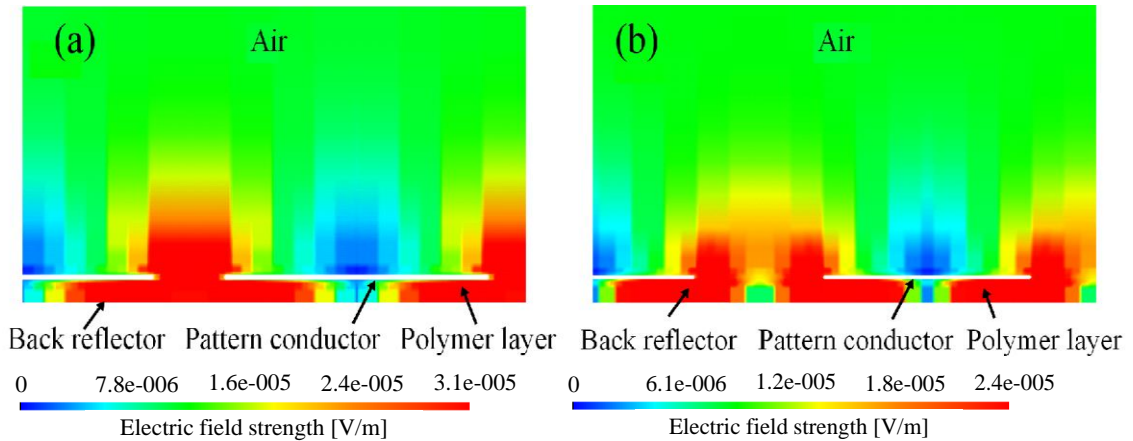 (a) Air
(b) Air
Back reflector Pattern conductor Polymer layer
Back reflector Pattern conductor Polymer layer
0 7.8e-006 1.6e-005 2.4e-005 3.1e-005
0 6.1e-006 1.2e-005 1.8e-005 2.4e-005
Electric field strength [V/m]
Electric field strength [V/m]